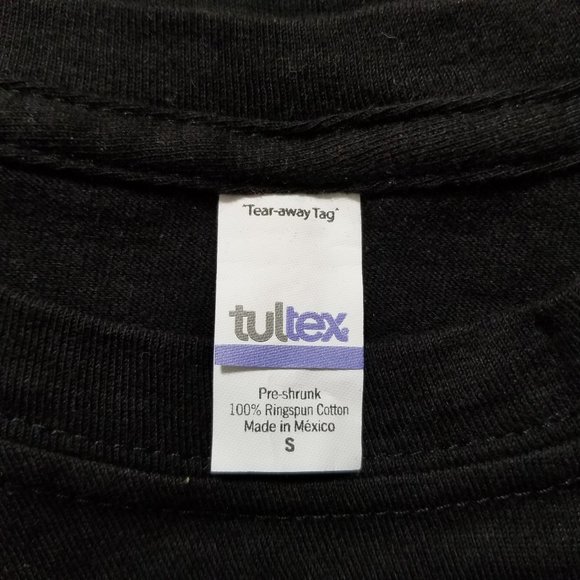 "Tear-away Tag"
tultex®
Pre-shrunk
100% Ringspun Cotton
Made in México
S